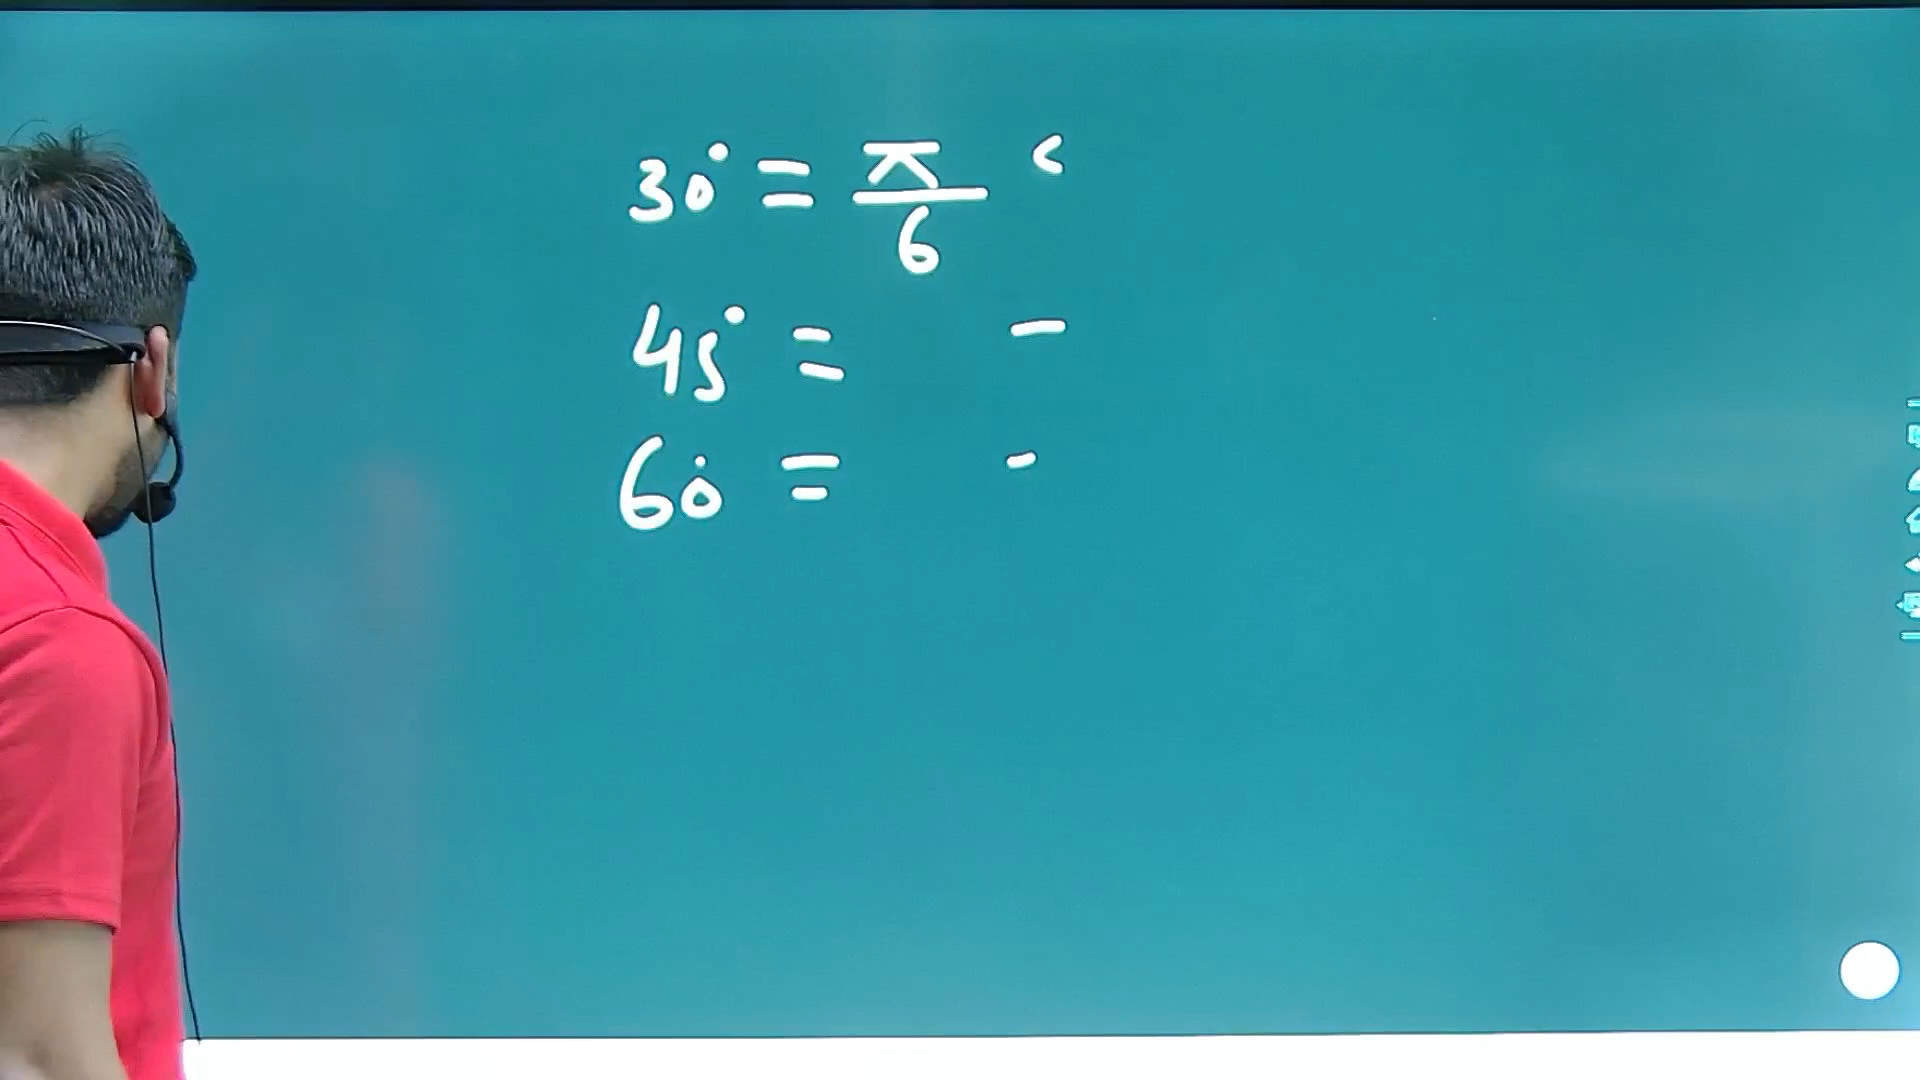 30° = π/6 ᶜ
45° = -
60° = -